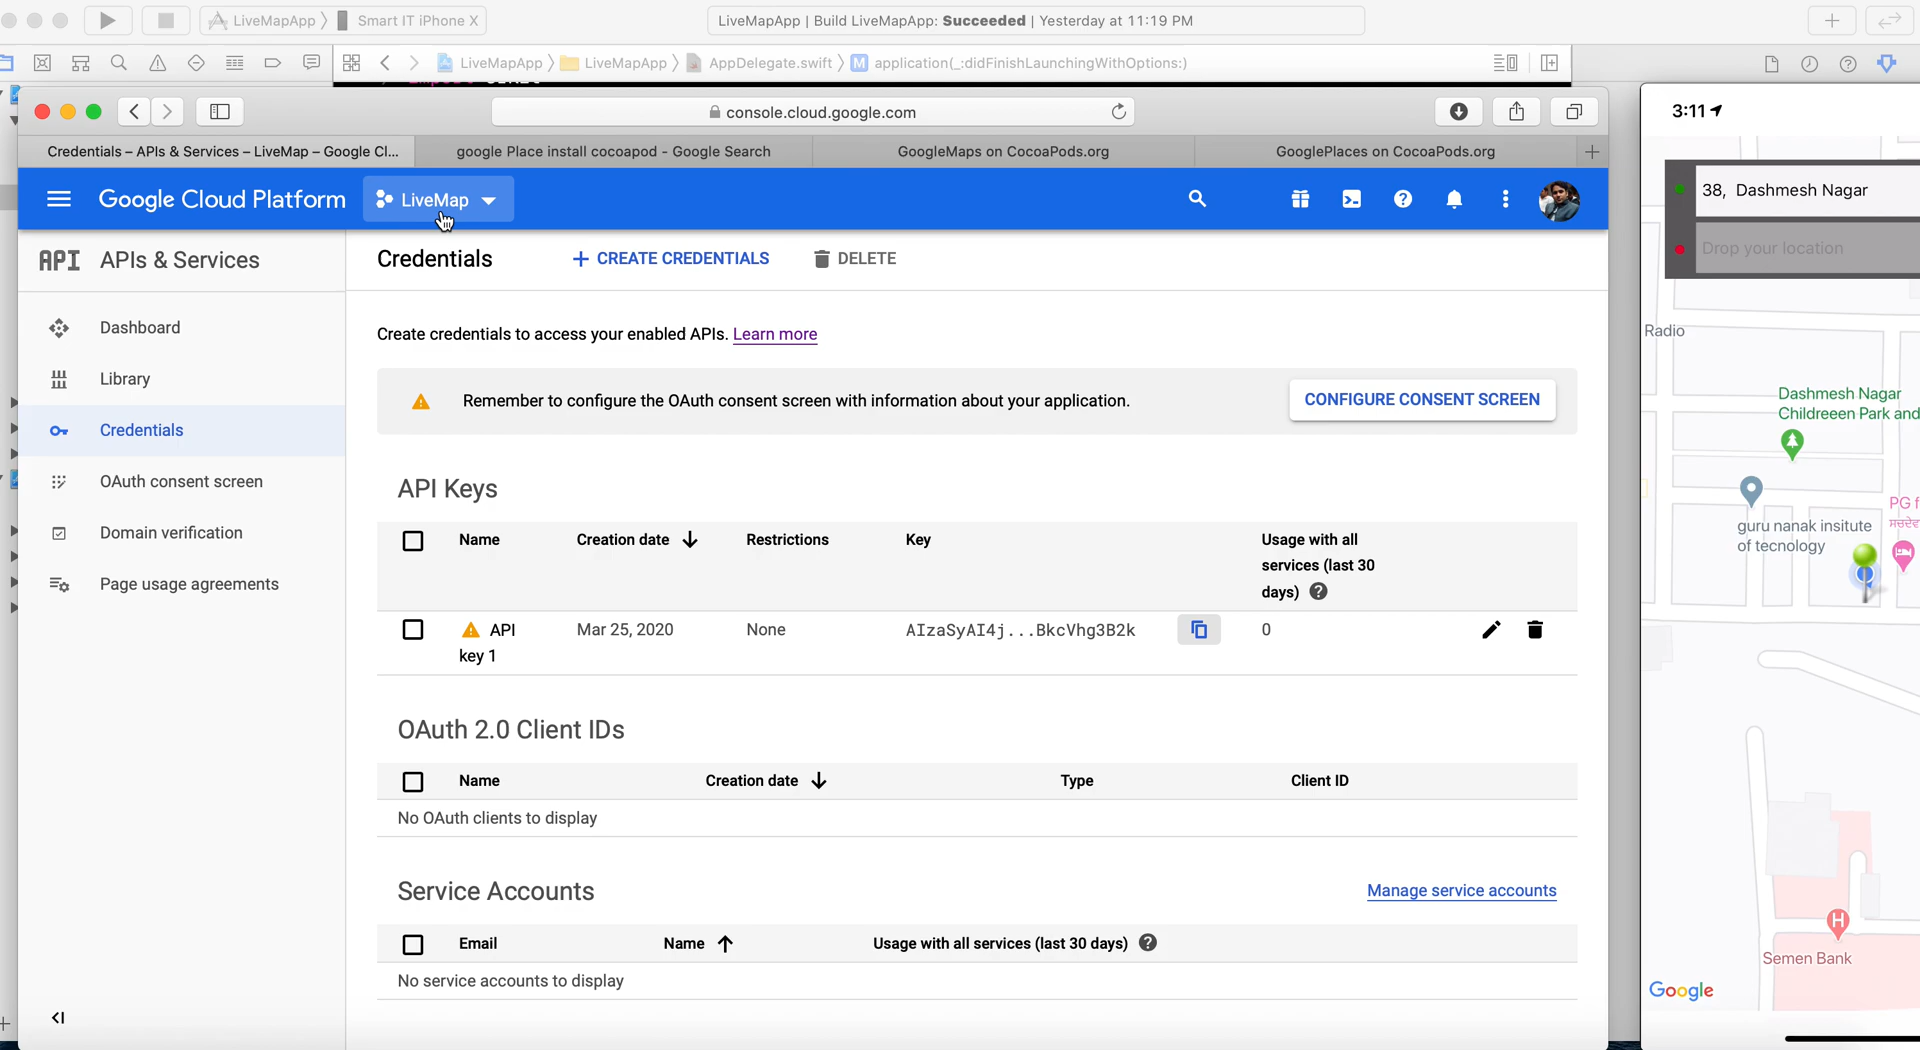 LiveMapApp
Smart IT iPhone X
LiveMapApp | Build LiveMapApp: Succeeded | Yesterday at 11:19 PM
LiveMapApp
LiveMapApp
AppDelegate.swift
M
application(_:didFinishLaunchingWithOptions:)
console.cloud.google.com
Credentials – APIs & Services – LiveMap – Google Cl...
google Place install cocoapod - Google Search
GoogleMaps on CocoaPods.org
GooglePlaces on CocoaPods.org
Google Cloud Platform
LiveMap
API APIs & Services
Dashboard
Library
Credentials
OAuth consent screen
Domain verification
Page usage agreements
Credentials
CREATE CREDENTIALS
DELETE
Create credentials to access your enabled APIs. Learn more
Remember to configure the OAuth consent screen with information about your application.
CONFIGURE CONSENT SCREEN
API Keys
Name
Creation date
Restrictions
Key
Usage with all
services (last 30
days)
API
key 1
Mar 25, 2020
None
AIzaSyAI4j...BkcVhg3B2k
0
OAuth 2.0 Client IDs
Name
Creation date
Type
Client ID
No OAuth clients to display
Service Accounts
Manage service accounts
Email
Name
Usage with all services (last 30 days)
No service accounts to display
3:11
38, Dashmesh Nagar
Drop your location
Radio
Dashmesh Nagar
Childreeen Park and
guru nanak insitute
of tecnology
PG f
H
Semen Bank
Google